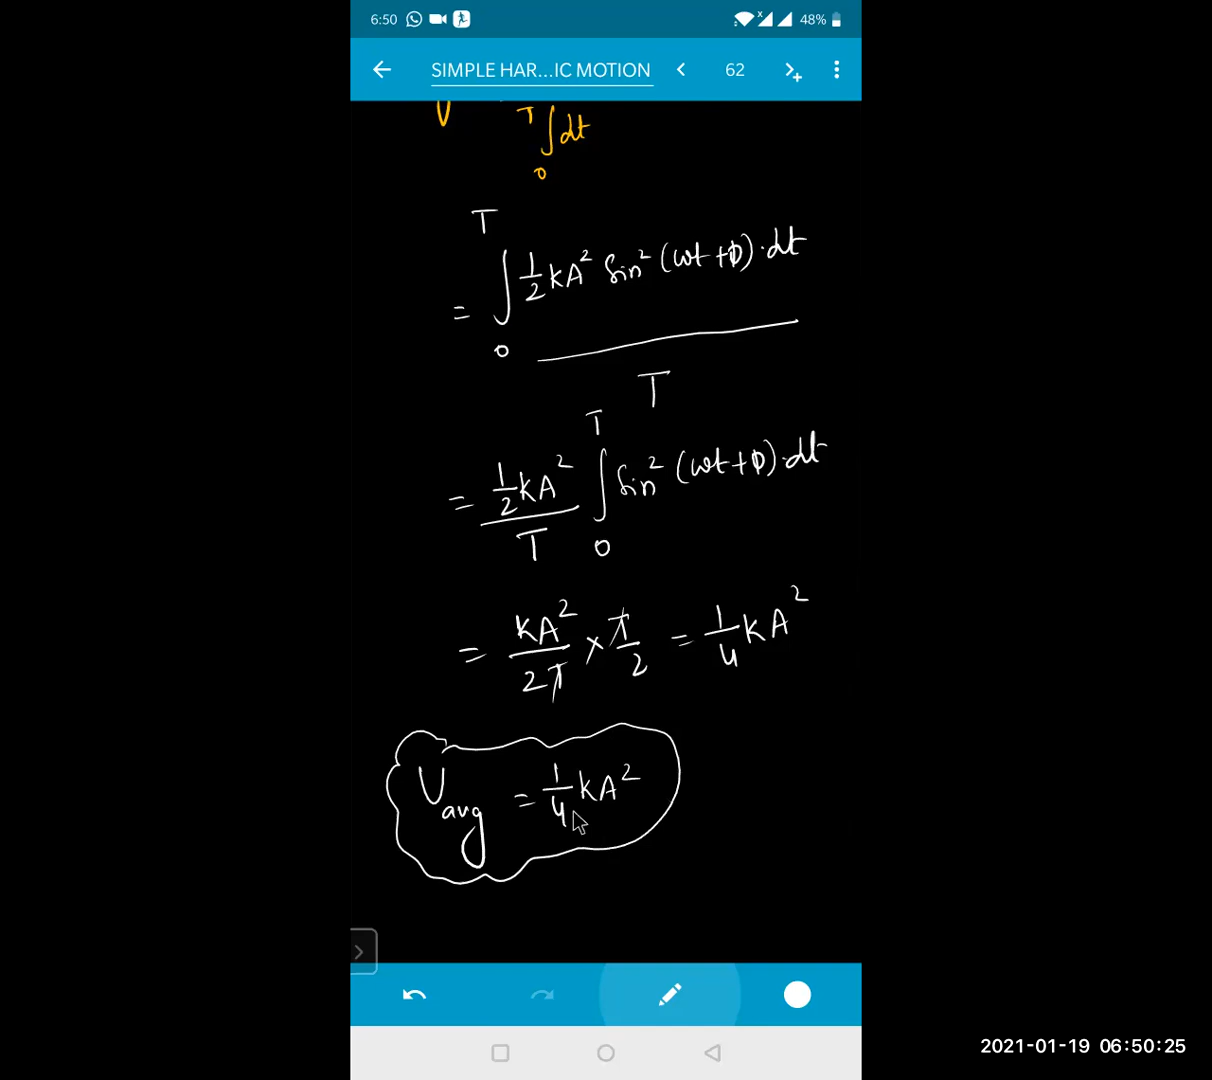 6:50 48%
SIMPLE HAR...IC MOTION 62
U T ∫ dt
0
T
= ∫ 1/2 kA² Sin² (ωt+ϕ)·dt
0
T
T
= 1/2 kA² / T ∫ Sin² (ωt+ϕ)·dt
0
= kA² / 2T × T/2 = 1/4 kA²
U avg = 1/4 kA²
2021-01-19 06:50:25